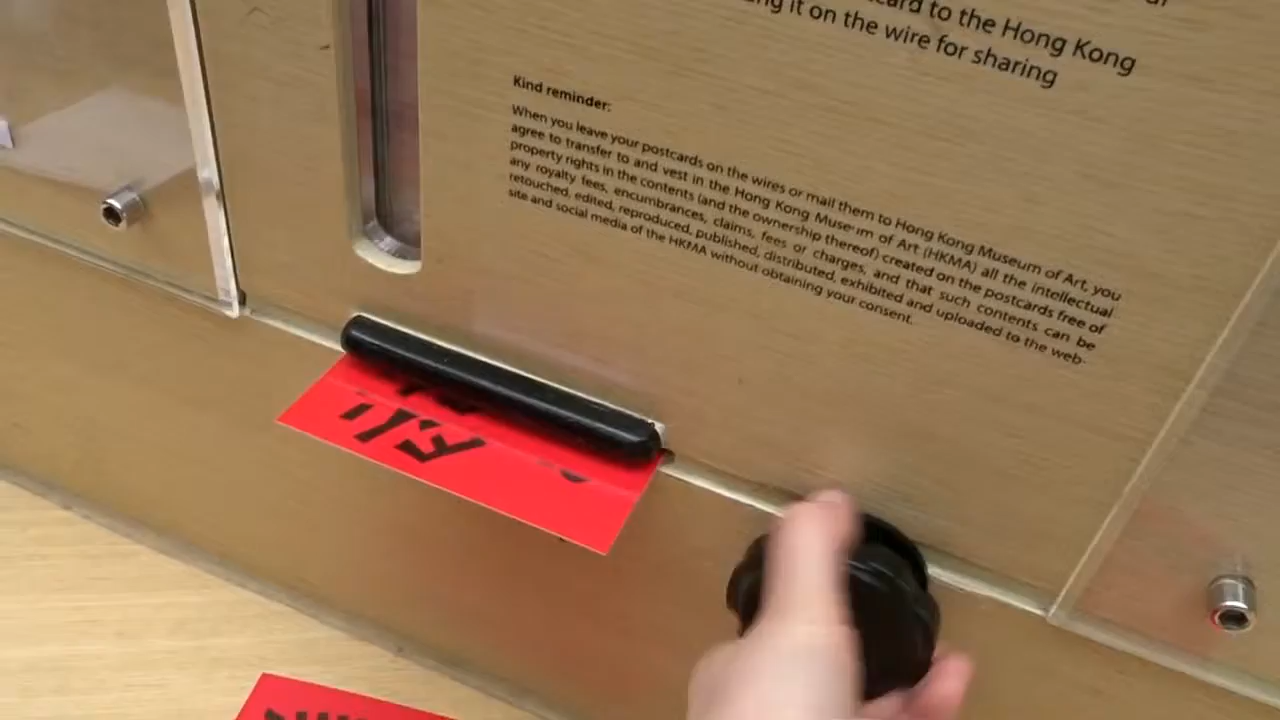 card to the Hong Kong
it on the wire for sharing
Kind reminder:
When you leave your postcards on the wires or mail them to Hong Kong Museum of Art, you
agree to transfer to and vest in the Hong Kong Museum of Art (HKMA) all the intellectual
property rights in the contents (and the ownership thereof) created on the postcards free of
any royalty fees, encumbrances, claims, fees or charges, and that such contents can be
retouched, edited, reproduced, published, distributed, exhibited and uploaded to the web-
site and social media of the HKMA without obtaining your consent.